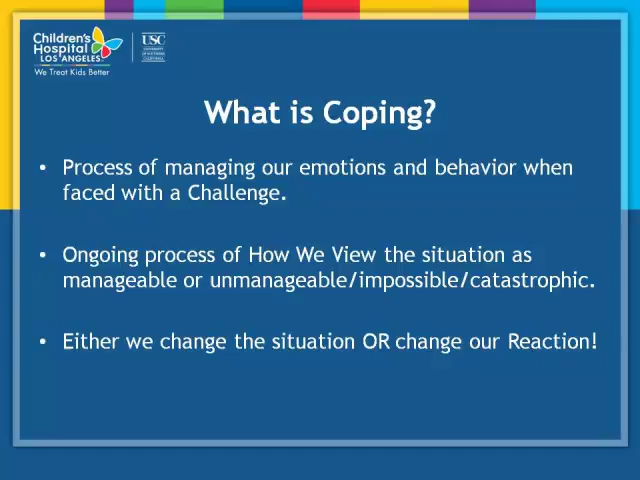 Children's
Hospital
LOS ANGELES
We Treat Kids Better
USC
What is Coping?
• Process of managing our emotions and behavior when
faced with a Challenge.
• Ongoing process of How We View the situation as
manageable or unmanageable/impossible/catastrophic.
• Either we change the situation OR change our Reaction!